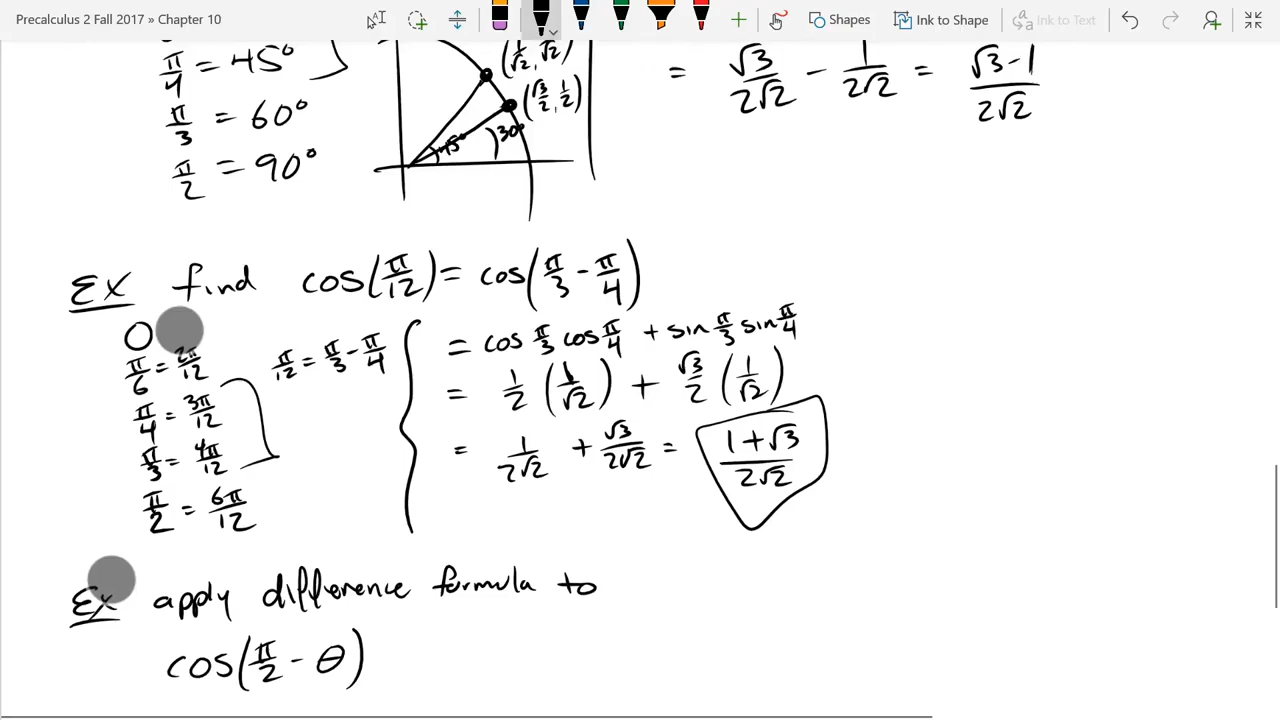 Precalculus 2 Fall 2017 » Chapter 10
Shapes
Ink to Shape
Ink to Text
π/4 = 45°
π/3 = 60°
π/2 = 90°
(1/√2, 1/√2)
(√3/2, 1/2)
45°
30°
= √3/2√2 - 1/2√2 = √3-1/2√2
Ex find cos(π/12) = cos(π/3 - π/4)
0
π/6 = 2π/12
π/4 = 3π/12
π/3 = 4π/12
π/2 = 6π/12
π/12 = π/3 - π/4
= cos π/3 cos π/4 + sin π/3 sin π/4
= 1/2 (1/√2) + √3/2 (1/√2)
= 1/2√2 + √3/2√2 = 1+√3/2√2
Ex apply difference formula to
cos(π/2 - θ)